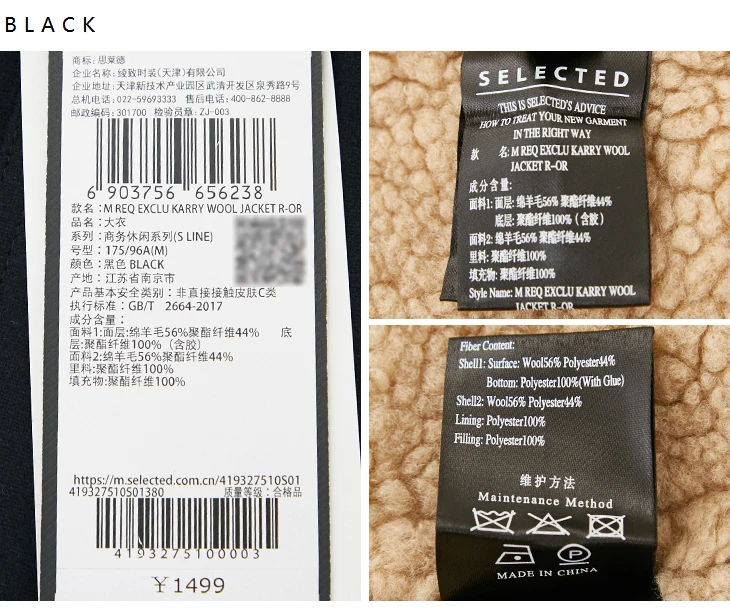 BLACK
商标: 思莱德
企业名称: 绫致时装(天津)有限公司
企业地址: 天津新技术产业园区武清开发区泉秀路9号
总机电话: 022-59693333 售后电话: 400-862-8888
邮政编码: 301700 检验员章: ZJ-003
6 903756 656238
款名：M REQ EXCLU KARRY WOOL JACKET R-OR
品名：大衣
系列：商务休闲系列(S LINE)
号型：175/96A(M)
颜色：黑色 BLACK
产地：江苏省南京市
产品基本安全类别：非直接接触皮肤C类
执行标准：GB/T 2664-2017
成分含量：
面料1:面层:绵羊毛56%聚酯纤维44% 底
层:聚酯纤维100%（含胶）
面料2:绵羊毛56%聚酯纤维44%
里料:聚酯纤维100%
填充物:聚酯纤维100%
https://m.selected.com.cn/419327510S01
419327510S01380 质量等级：合格品
4193275100003
￥1499
SELECTED
THIS IS SELECTED'S ADVICE
HOW TO TREAT YOUR NEW GARMENT
IN THE RIGHT WAY
款 名: M REQ EXCLU KARRY WOOL
JACKET R-OR
成分含量:
面料1: 面层: 绵羊毛56% 聚酯纤维44%
底层: 聚酯纤维100%（含胶）
面料2: 绵羊毛56% 聚酯纤维44%
里料: 聚酯纤维100%
填充物: 聚酯纤维100%
Style Name: M REQ EXCLU KARRY WOOL
JACKET R-OR
Fiber Content:
Shell1: Surface: Wool56% Polyester44%
Bottom: Polyester100%(With Glue)
Shell2: Wool56% Polyester44%
Lining: Polyester100%
Filling: Polyester100%
维护方法
Maintenance Method
P
MADE IN CHINA